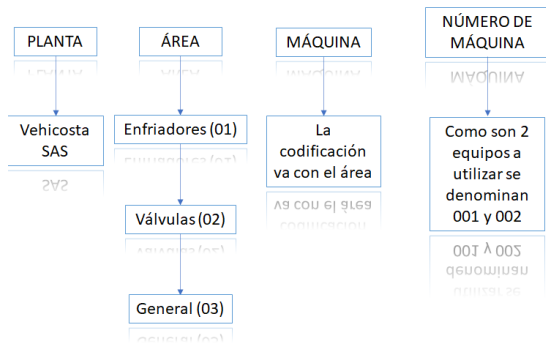 PLANTA
Vehicosta
SAS
ÁREA
Enfriadores (01)
Válvulas (02)
General (03)
MÁQUINA
La
codificación
va con el área
NÚMERO DE
MÁQUINA
Como son 2
equipos a
utilizar se
denominan
001 y 002